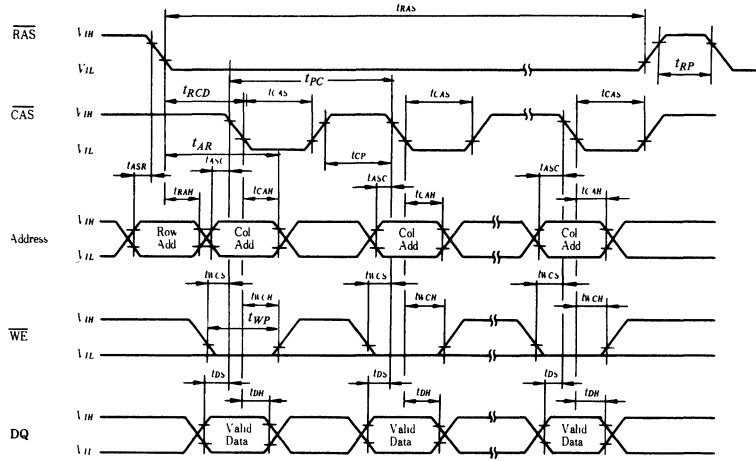 tRAS
RAS
VIH
VIL
tRP
tPC
tRCD
tCAS
tCAS
tCAS
CAS
VIH
VIL
tAR
tCP
tASR
tASC
tASC
tASC
tRAH
tCAH
tCAH
tCAH
Address
VIH
VIL
Row
Add
Col
Add
Col
Add
Col
Add
tWCS
tWCS
tWCS
tWCH
tWCH
tWCH
tWP
WE
VIH
VIL
tDS
tDS
tDS
tDH
tDH
tDH
DQ
VIH
VIL
Valid
Data
Valid
Data
Valid
Data